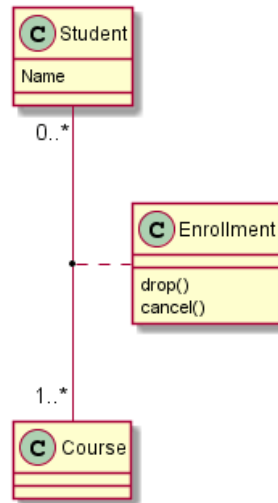 C Student
Name
0..*
C Enrollment
drop()
cancel()
1..*
C Course